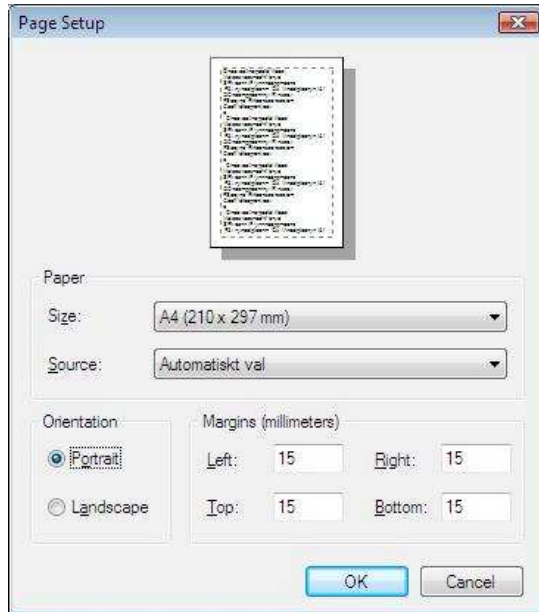 Page Setup
Paper
Size: A4 (210 x 297 mm)
Source: Automatiskt val
Orientation
Portrait
Landscape
Margins (millimeters)
Left: 15 Right: 15
Top: 15 Bottom: 15
OK Cancel